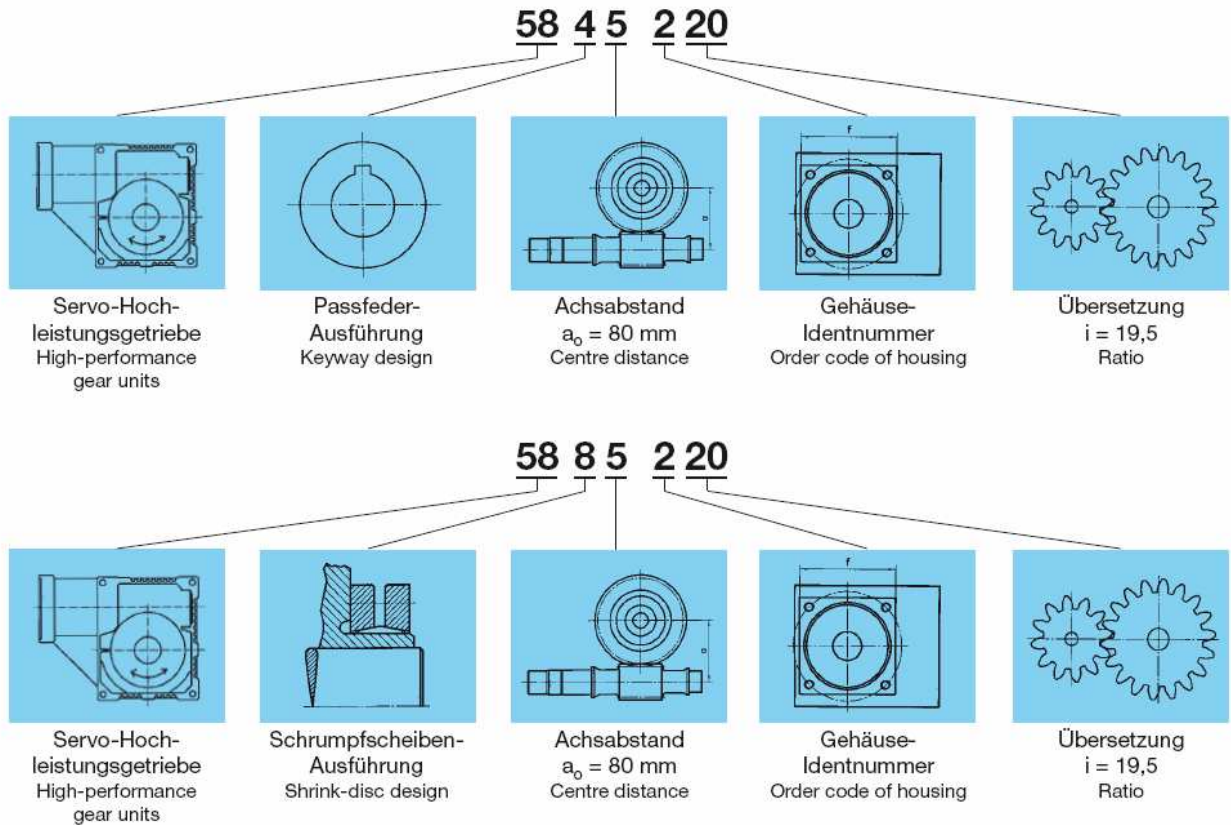 58 4 5 2 20
f
a
Servo-Hoch-
leistungsgetriebe
High-performance
gear units
Passfeder-
Ausführung
Keyway design
Achsabstand
aₒ = 80 mm
Centre distance
Gehäuse-
Identnummer
Order code of housing
Übersetzung
i = 19,5
Ratio
58 8 5 2 20
f
a
Servo-Hoch-
leistungsgetriebe
High-performance
gear units
Schrumpfscheiben-
Ausführung
Shrink-disc design
Achsabstand
aₒ = 80 mm
Centre distance
Gehäuse-
Identnummer
Order code of housing
Übersetzung
i = 19,5
Ratio